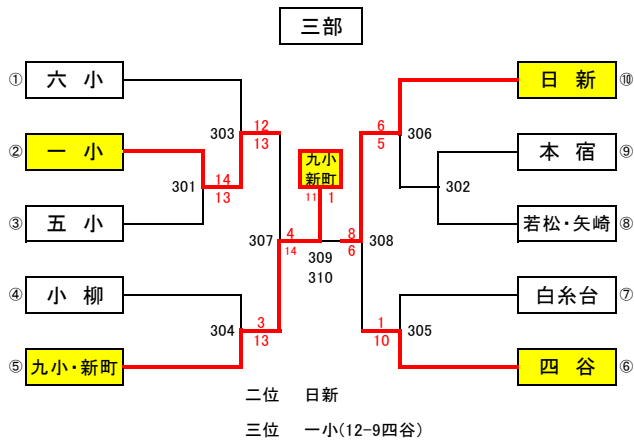 三部
① 六小
日新 ⑩
12
6
303
306
13
5
② 一小
九小
本宿 ⑨
新町
14
301
302
13
11
1
③ 五小
若松・矢崎 ⑧
4
8
307
308
14
6
309
310
④ 小柳
白糸台 ⑦
3
1
304
305
13
10
⑤ 九小・新町
四谷 ⑥
二位 日新
三位 一小(12-9四谷)